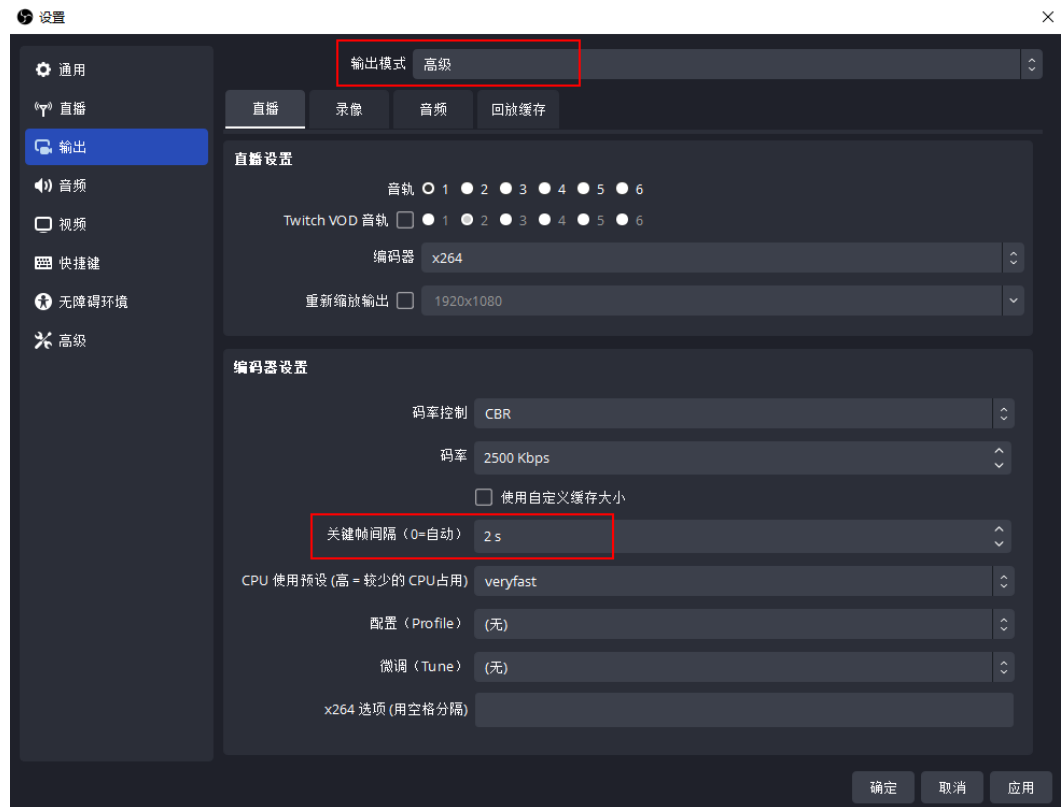 设置
输出模式 高级
通用
直播
输出
音频
视频
快捷键
无障碍环境
高级
直播 录像 音频 回放缓存
直播设置
音轨 1 2 3 4 5 6
Twitch VOD 音轨 1 2 3 4 5 6
编码器 x264
重新缩放输出 1920x1080
编码器设置
码率控制 CBR
码率 2500 Kbps
使用自定义缓存大小
关键帧间隔（0=自动） 2 s
CPU 使用预设 (高 = 较少的 CPU占用) veryfast
配置（Profile） (无)
微调（Tune） (无)
x264 选项 (用空格分隔)
确定 取消 应用